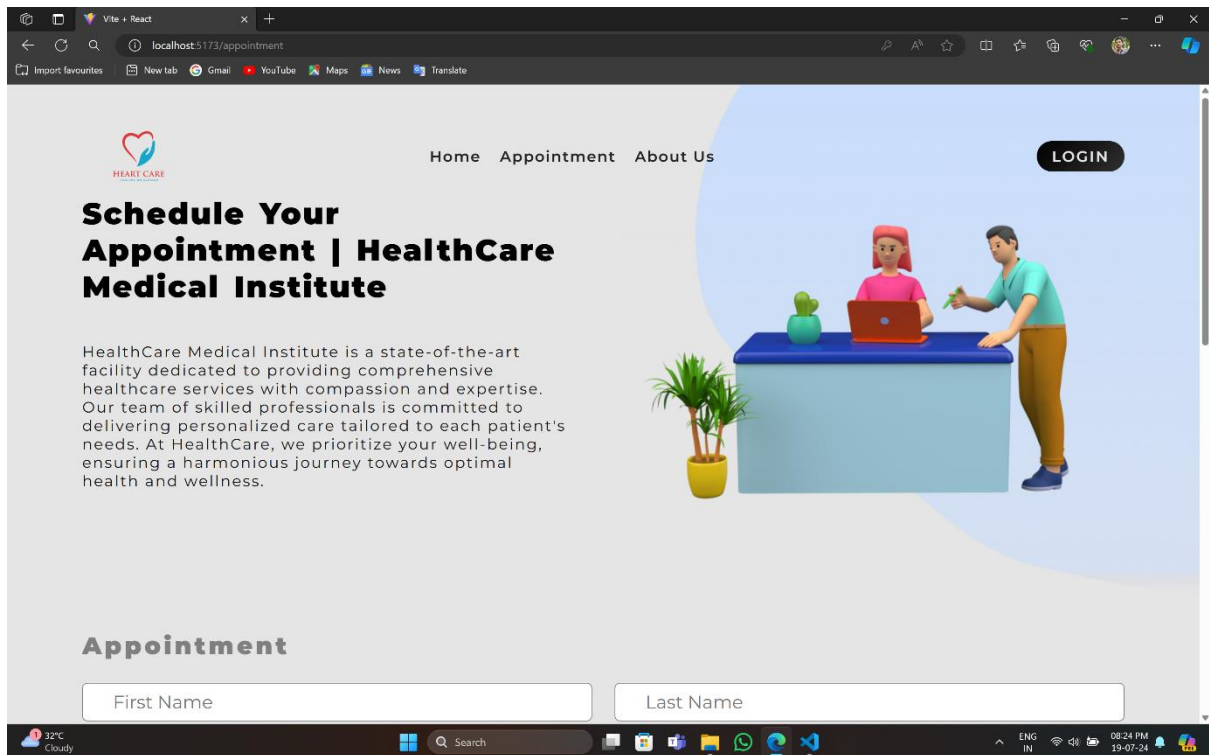 Vite + React
localhost:5173/appointment
Import favourites New tab Gmail YouTube Maps News Translate
HEART CARE
Home Appointment About Us
LOGIN
Schedule Your
Appointment | HealthCare
Medical Institute
HealthCare Medical Institute is a state-of-the-art
facility dedicated to providing comprehensive
healthcare services with compassion and expertise.
Our team of skilled professionals is committed to
delivering personalized care tailored to each patient's
needs. At HealthCare, we prioritize your well-being,
ensuring a harmonious journey towards optimal
health and wellness.
Appointment
First Name Last Name
1
32°C
Cloudy
Search
ENG
IN
08:24 PM
19-07-24